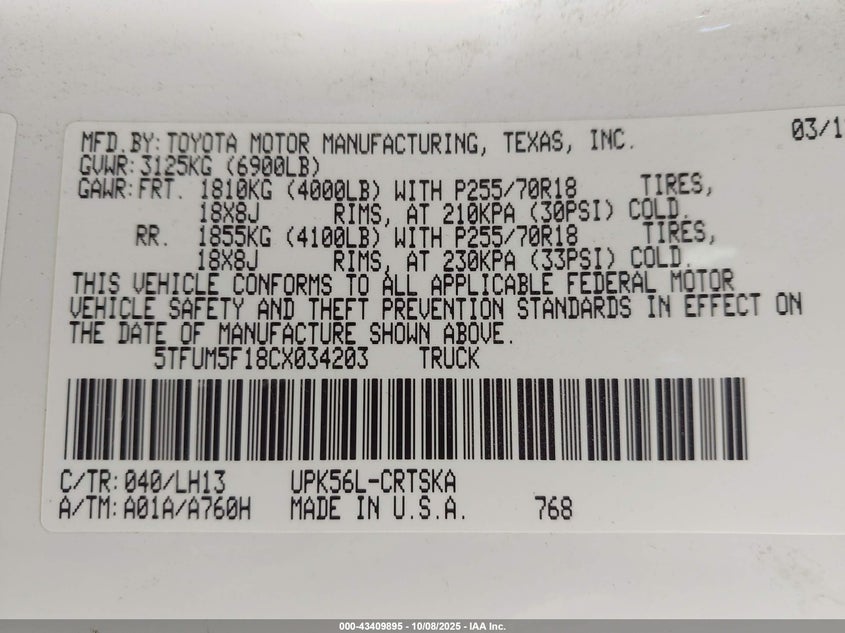 MFD.BY: TOYOTA MOTOR MANUFACTURING, TEXAS, INC. 03/1
GVWR: 3125KG (6900LB)
GAWR: FRT. 1810KG (4000LB) WITH P255/70R18 TIRES,
18X8J RIMS, AT 210KPA (30PSI) COLD.
RR. 1855KG (4100LB) WITH P255/70R18 TIRES,
18X8J RIMS, AT 230KPA (33PSI) COLD.
THIS VEHICLE CONFORMS TO ALL APPLICABLE FEDERAL MOTOR
VEHICLE SAFETY AND THEFT PREVENTION STANDARDS IN EFFECT ON
THE DATE OF MANUFACTURE SHOWN ABOVE.
5TFUM5F18CX034203 TRUCK
C/TR: 040/LH13 UPK56L-CRTSKA
A/TM: A01A/A760H MADE IN U.S.A. 768
000-43409895 - 10/08/2025 - IAA Inc.